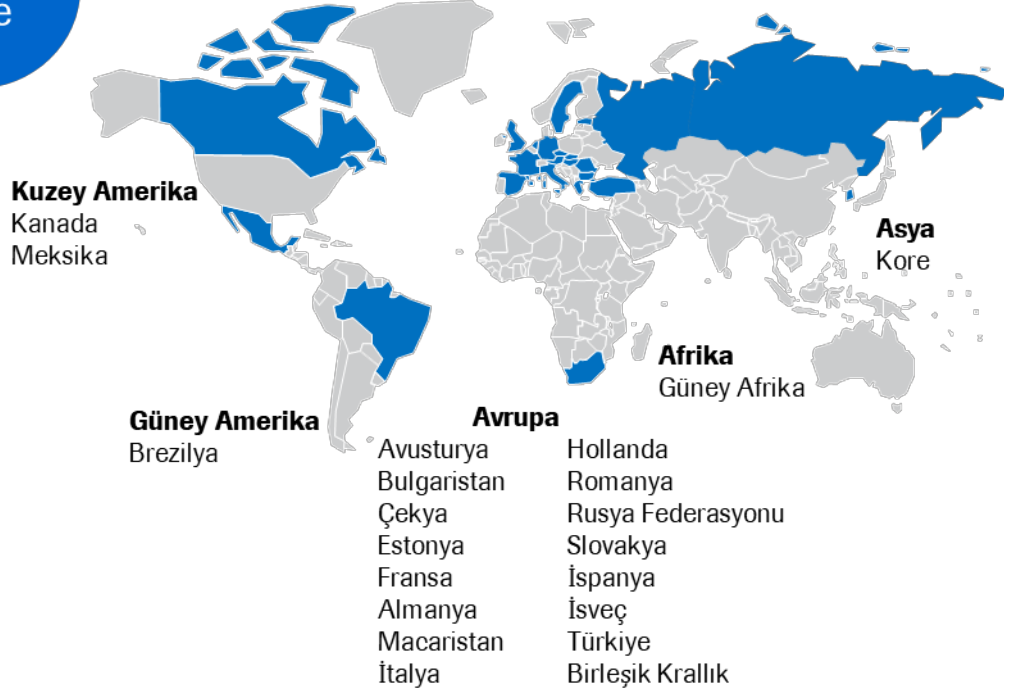 e
Kuzey Amerika
Kanada
Meksika
Asya
Kore
Afrika
Güney Afrika
Güney Amerika
Brezilya
Avrupa
Avusturya
Bulgaristan
Çekya
Estonya
Fransa
Almanya
Macaristan
İtalya
Hollanda
Romanya
Rusya Federasyonu
Slovakya
İspanya
İsveç
Türkiye
Birleşik Krallık